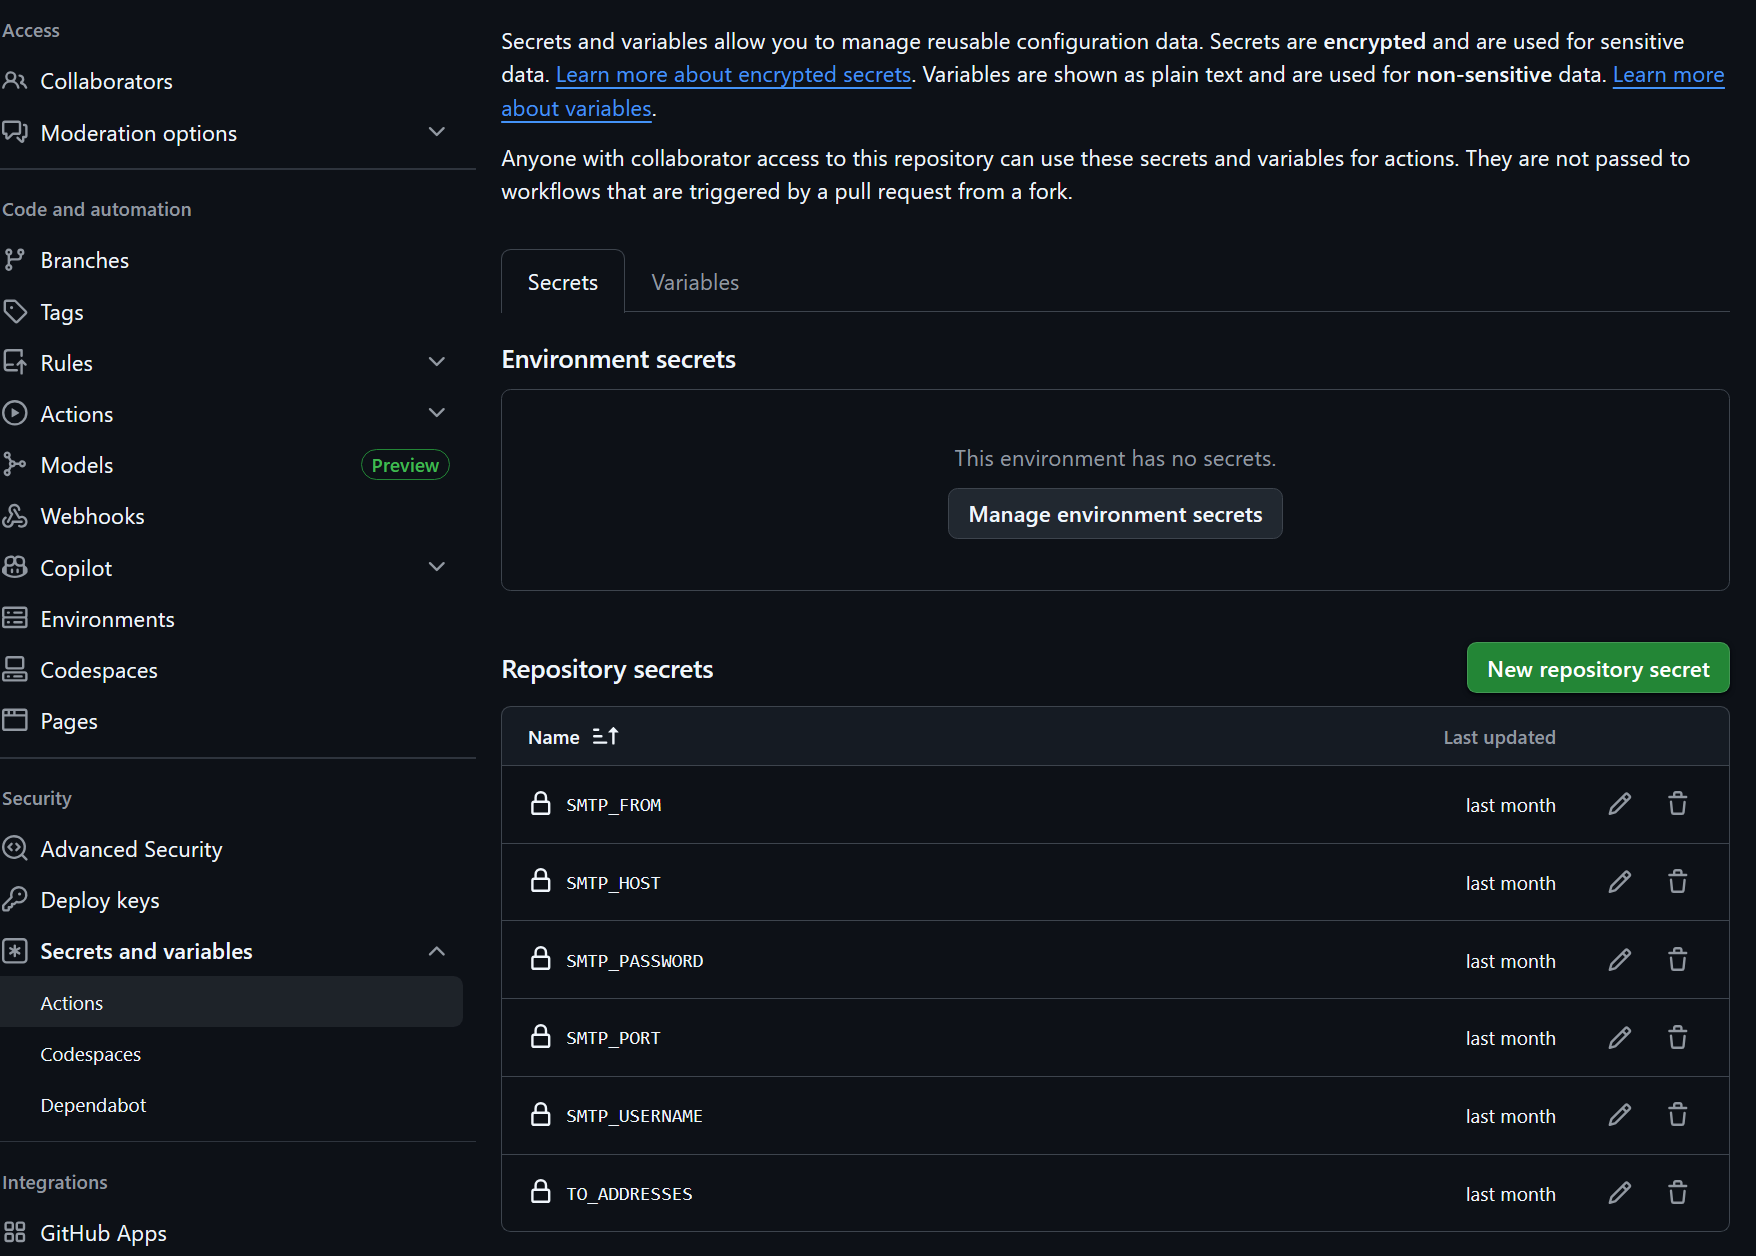 Access
Collaborators
Moderation options
Code and automation
Branches
Tags
Rules
Actions
Models
Preview
Webhooks
Copilot
Environments
Codespaces
Pages
Security
Advanced Security
Deploy keys
Secrets and variables
Actions
Codespaces
Dependabot
Integrations
GitHub Apps
Secrets and variables allow you to manage reusable configuration data. Secrets are encrypted and are used for sensitive
data. Learn more about encrypted secrets. Variables are shown as plain text and are used for non-sensitive data. Learn more
about variables.
Anyone with collaborator access to this repository can use these secrets and variables for actions. They are not passed to
workflows that are triggered by a pull request from a fork.
Secrets
Variables
Environment secrets
This environment has no secrets.
Manage environment secrets
Repository secrets
New repository secret
Name
Last updated
SMTP_FROM
last month
SMTP_HOST
last month
SMTP_PASSWORD
last month
SMTP_PORT
last month
SMTP_USERNAME
last month
TO_ADDRESSES
last month